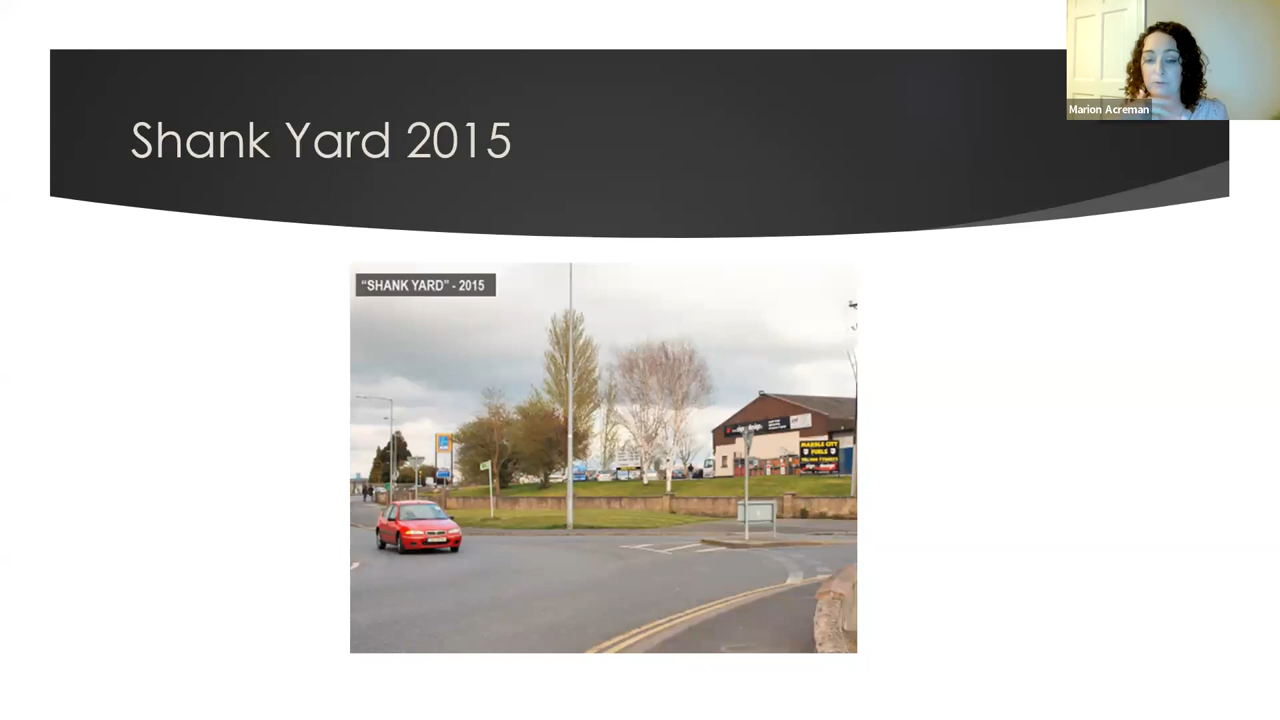 Shank Yard 2015
Marion Acreman
“SHANK YARD” - 2015
MARBLE CITY
FUELS